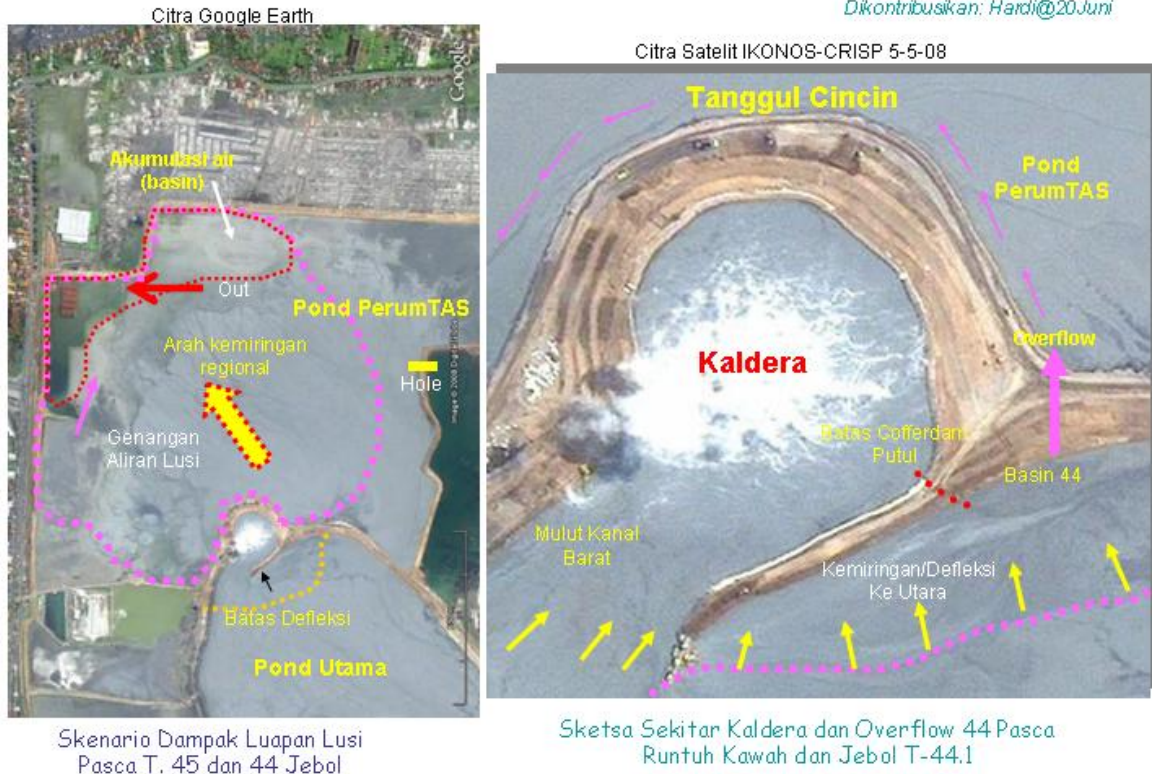 Dikontribusikan: Hardi@20Juni
Citra Google Earth
Google
Akumulasi air
(basin)
Out
Pond PerumTAS
Arah kemiringan
regional
Hole
Genangan
Aliran Lusi
Batas Defleksi
Pond Utama
Skenario Dampak Luapan Lusi
Pasca T. 45 dan 44 Jebol
Citra Satelit IKONOS-CRISP 5-5-08
Tanggul Cincin
Pond
PerumTAS
Overflow
Kaldera
Batas Cofferdam
Putul
Basin 44
Mulut Kanal
Barat
Kemiringan/Defleksi
Ke Utara
Sketsa Sekitar Kaldera dan Overflow 44 Pasca
Runtuh Kawah dan Jebol T-44.1